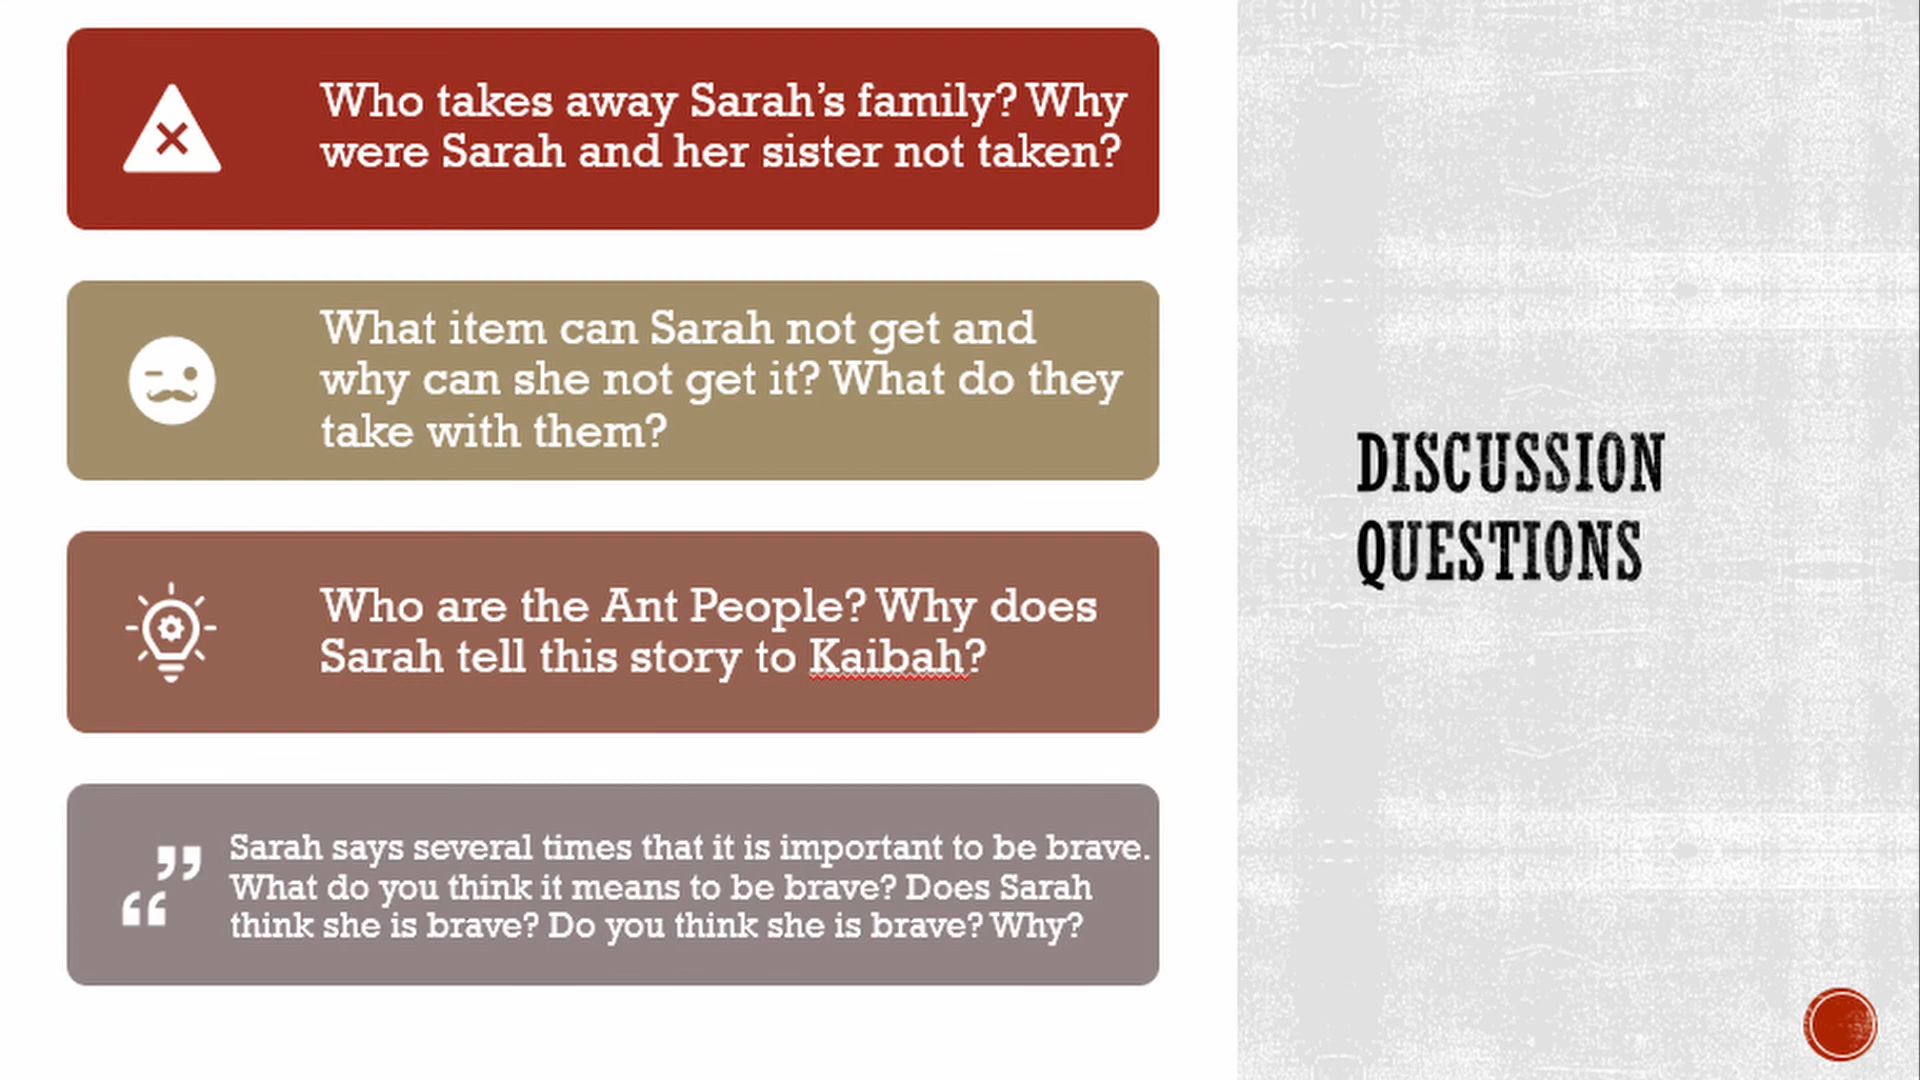 Who takes away Sarah’s family? Why
were Sarah and her sister not taken?
What item can Sarah not get and
why can she not get it? What do they
take with them?
Who are the Ant People? Why does
Sarah tell this story to Kaibah?
Sarah says several times that it is important to be brave.
What do you think it means to be brave? Does Sarah
think she is brave? Do you think she is brave? Why?
DISCUSSION
QUESTIONS